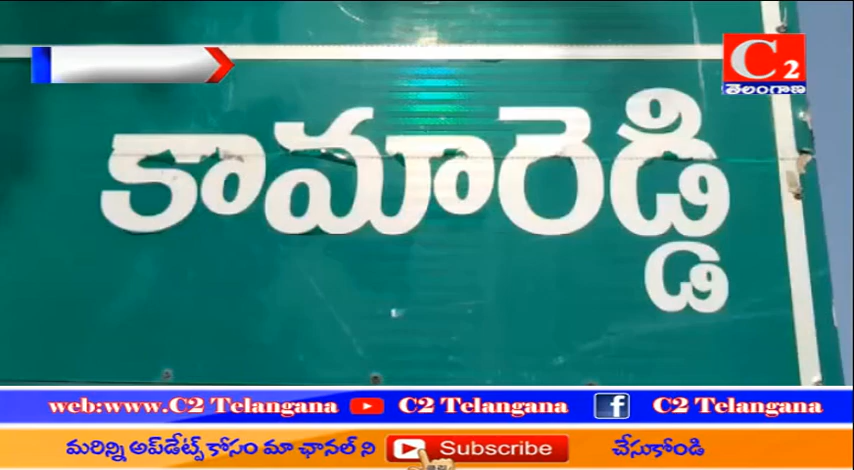 C2
తెలంగాణ
కామారెడ్డి
web:www.C2 Telangana C2 Telangana f C2 Telangana
మరిన్ని అప్‌డేట్స్ కోసం మా ఛానల్ ని Subscribe చేసుకోండి